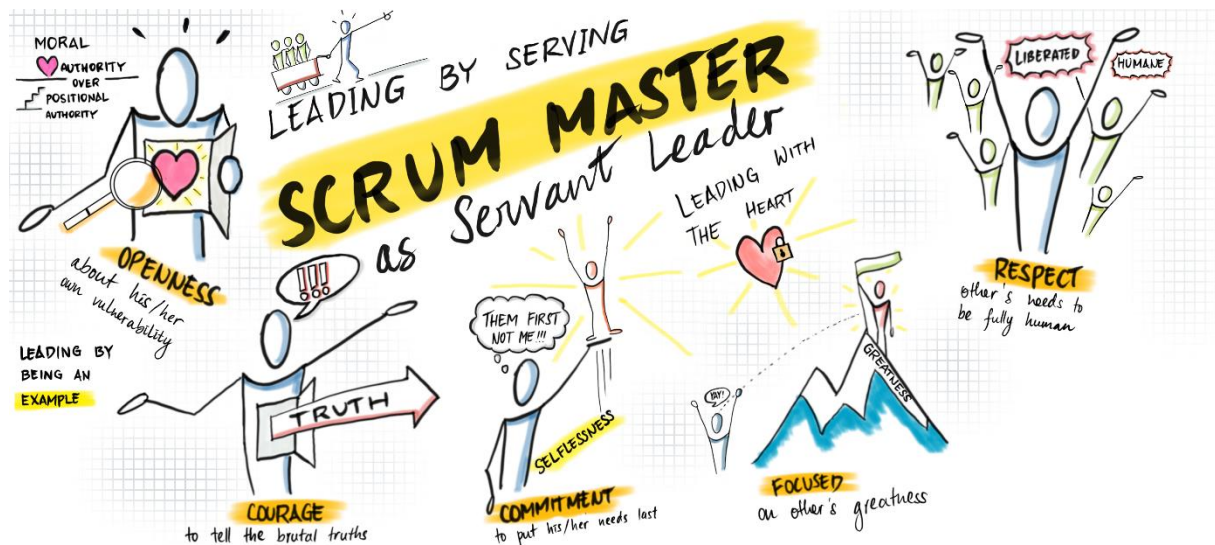 MORAL
AUTHORITY
OVER
POSITIONAL
AUTHORITY
LEADING BY SERVING
SCRUM MASTER
as Servant Leader
LEADING WITH
THE HEART
OPENNESS
about his/her
own vulnerability
LEADING BY
BEING AN
EXAMPLE
!!!
TRUTH
COURAGE
to tell the brutal truths
THEM FIRST
NOT ME!!!
SELFLESSNESS
COMMITMENT
to put his/her needs last
YAY!
GREATNESS
FOCUSED
on other's greatness
LIBERATED
HUMANE
RESPECT
other's needs to
be fully human